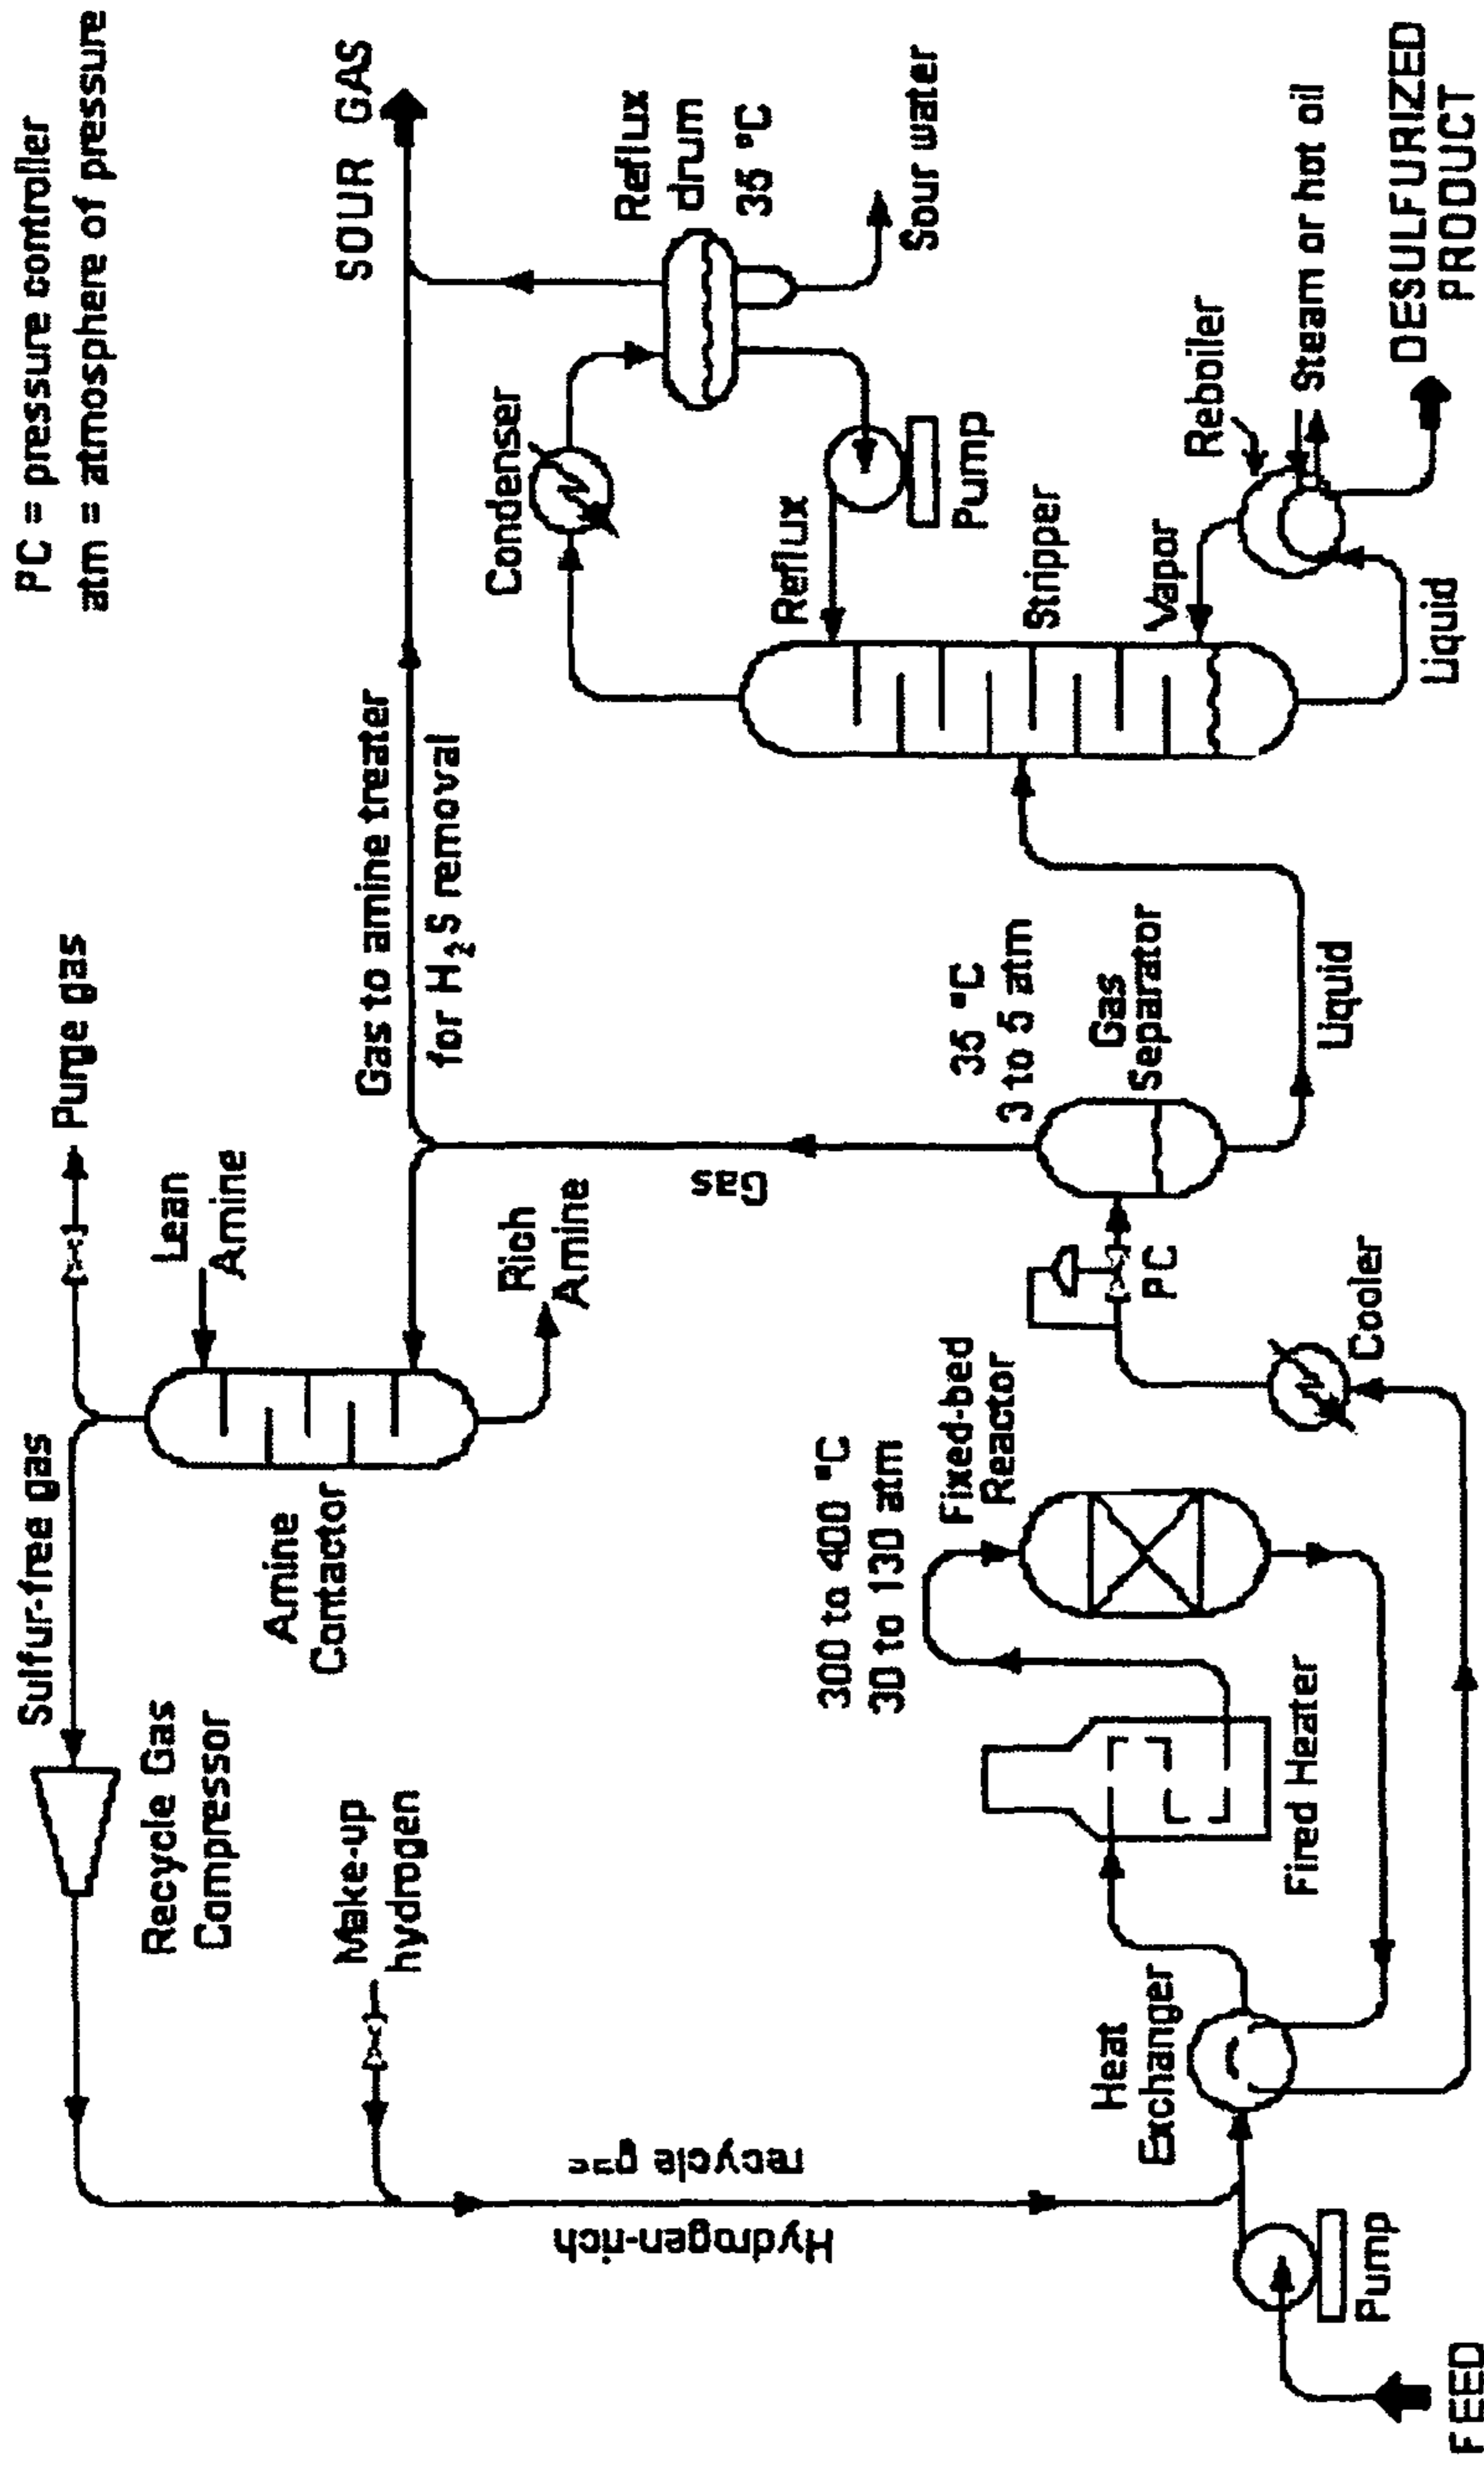 PC = pressure controller
atm = atmosphere of pressure
Purge gas
Sulfur-free gas
Lean
Amine
Recycle Gas
Compressor
Amine
Contactor
Rich
Amine
Gas to amine treater
for H₂S removal
SOUR GAS
Make-up
hydrogen
Condenser
Reflux
drum
35 °C
Sour water
Hydrogen-rich
recycle gas
Gas
Reflux
Pump
300 to 400 °C
30 to 130 atm
Fixed-bed
Reactor
35 °C
3 to 5 atm
Gas
Separator
Stripper
Vapor
Reboiler
Steam or hot oil
Heat
Exchanger
PC
Fired Heater
Cooler
Liquid
Liquid
Pump
FEED
DESULFURIZED
PRODUCT